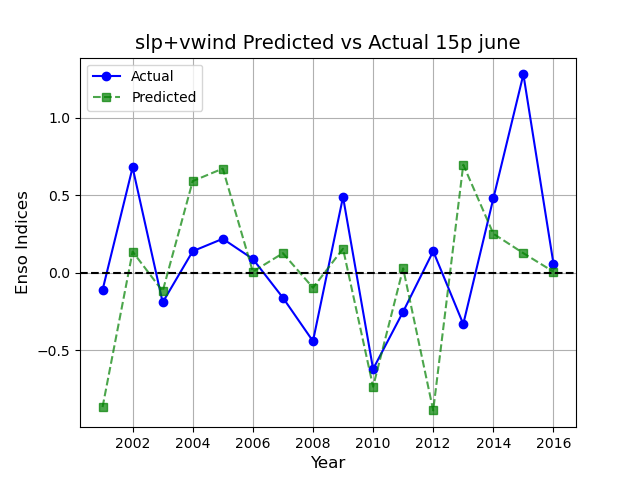 slp+vwind Predicted vs Actual 15p june
Actual
Predicted
1.0
0.5
0.0
−0.5
Enso Indices
2002 2004 2006 2008 2010 2012 2014 2016
Year